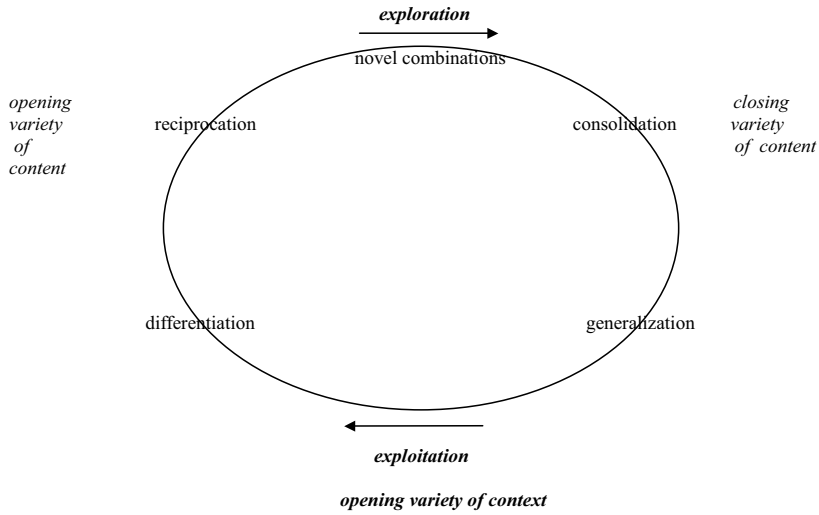 exploration
novel combinations
opening
variety
of
content
reciprocation
consolidation
closing
variety
of content
differentiation
generalization
exploitation
opening variety of context